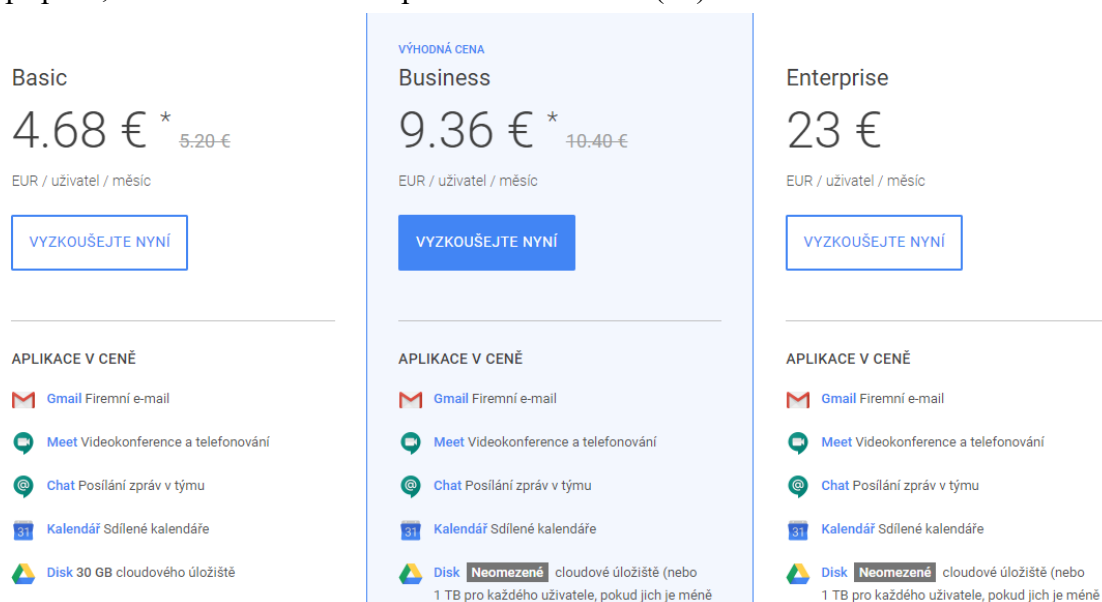 Basic
4.68 € * 5.20 €
EUR / uživatel / měsíc
VYZKOUŠEJTE NYNÍ
APLIKACE V CENĚ
Gmail Firemní e-mail
Meet Videokonference a telefonování
Chat Posílání zpráv v týmu
31 Kalendář Sdílené kalendáře
Disk 30 GB cloudového úložiště
VÝHODNÁ CENA
Business
9.36 € * 10.40 €
EUR / uživatel / měsíc
VYZKOUŠEJTE NYNÍ
APLIKACE V CENĚ
Gmail Firemní e-mail
Meet Videokonference a telefonování
Chat Posílání zpráv v týmu
31 Kalendář Sdílené kalendáře
Disk Neomezené cloudové úložiště (nebo
1 TB pro každého uživatele, pokud jich je méně
Enterprise
23 €
EUR / uživatel / měsíc
VYZKOUŠEJTE NYNÍ
APLIKACE V CENĚ
Gmail Firemní e-mail
Meet Videokonference a telefonování
Chat Posílání zpráv v týmu
31 Kalendář Sdílené kalendáře
Disk Neomezené cloudové úložiště (nebo
1 TB pro každého uživatele, pokud jich je méně